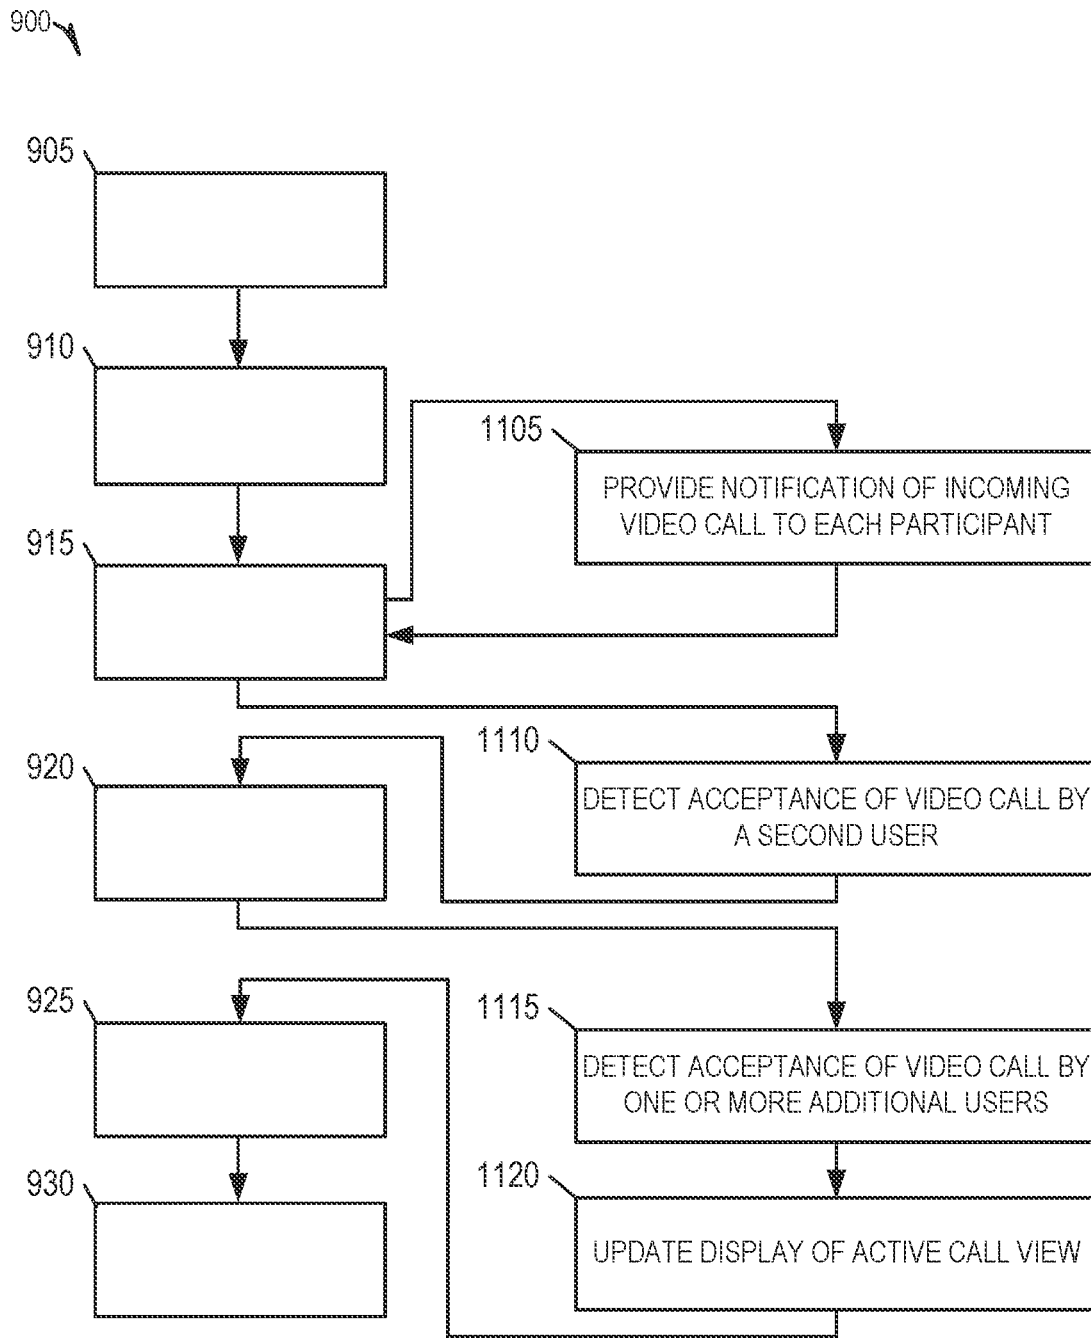 900
905
910
1105
PROVIDE NOTIFICATION OF INCOMING
VIDEO CALL TO EACH PARTICIPANT
915
1110
920
DETECT ACCEPTANCE OF VIDEO CALL BY
A SECOND USER
925
1115
DETECT ACCEPTANCE OF VIDEO CALL BY
ONE OR MORE ADDITIONAL USERS
930
1120
UPDATE DISPLAY OF ACTIVE CALL VIEW